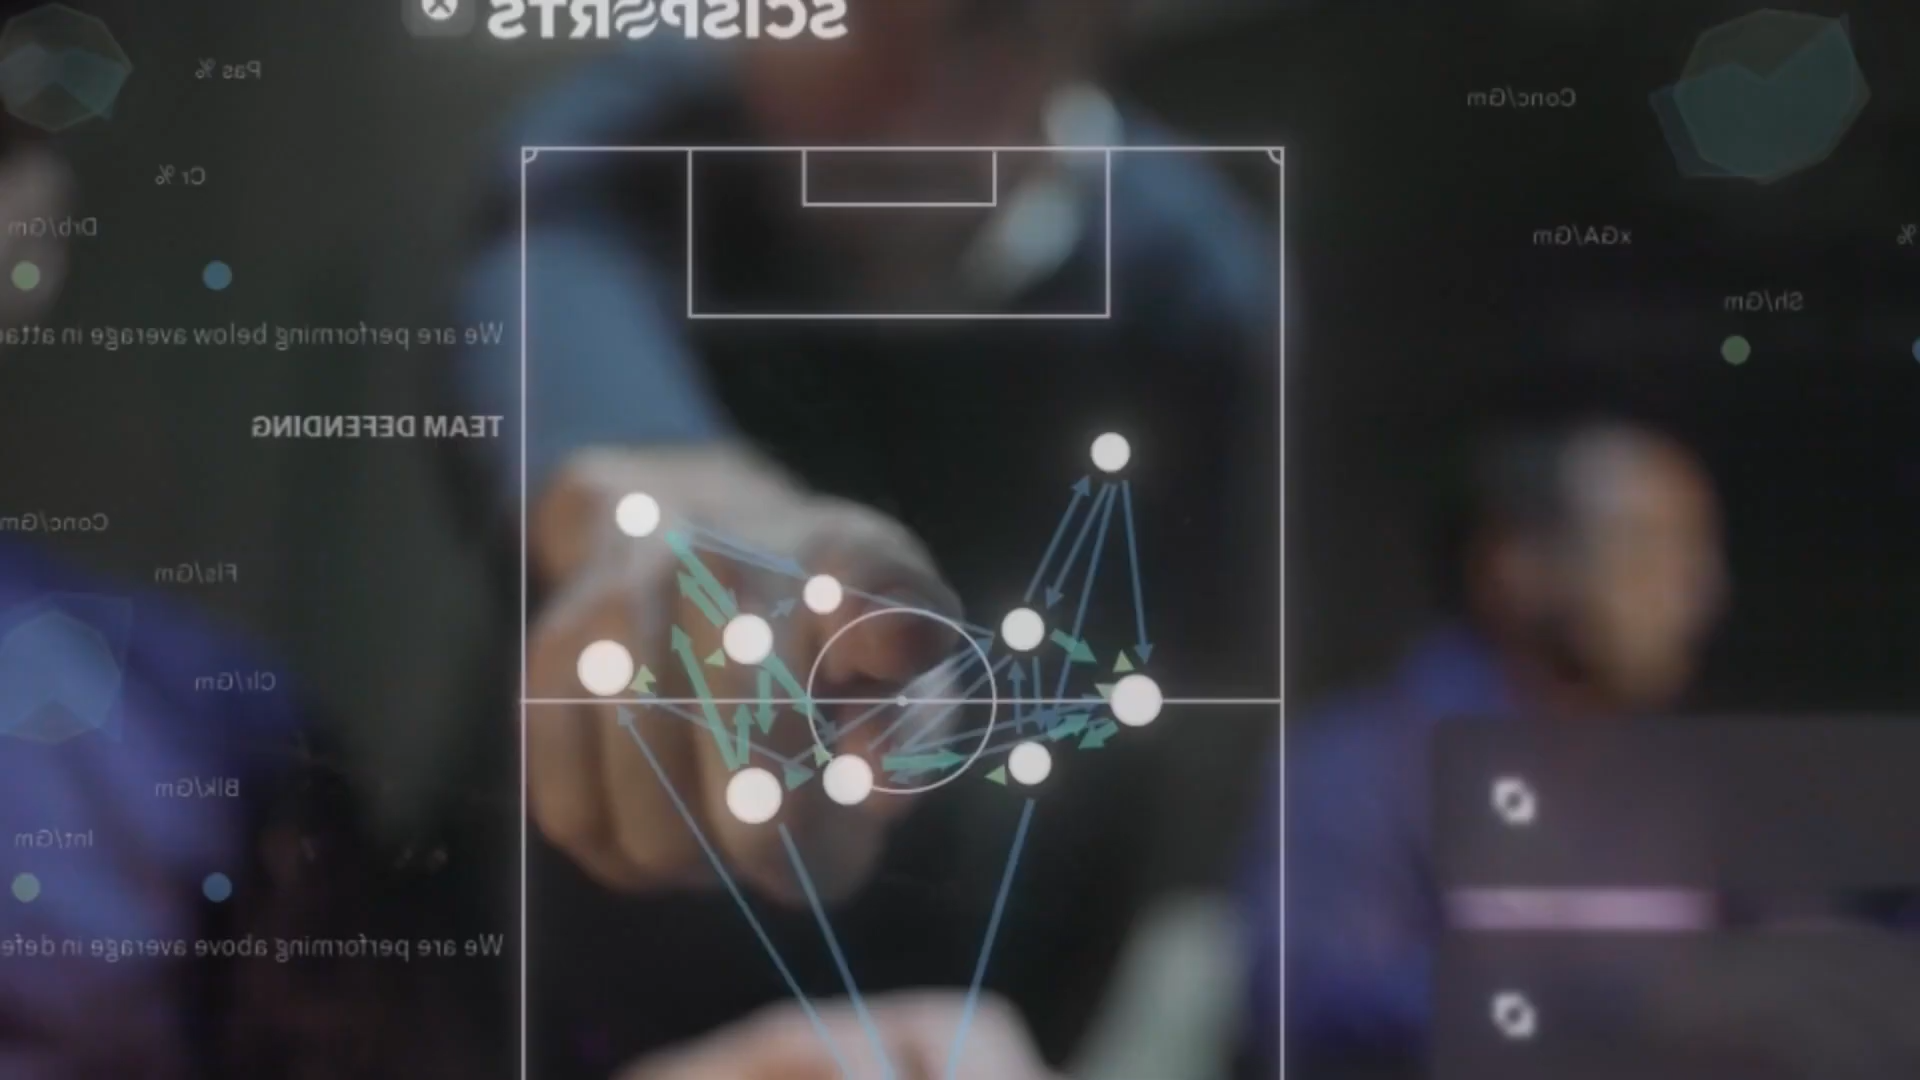 SCISPORTS
Pas %
Conc/Gm
Cr %
Drb/Gm
xGA/Gm
%
Sh/Gm
We are performing below average in atta
TEAM DEFENDING
Conc/Gm
Fls/Gm
Clr/Gm
Blk/Gm
Int/Gm
We are performing above average in defe